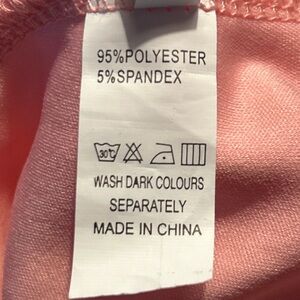 95%POLYESTER
5%SPANDEX
30°C
WASH DARK COLOURS
SEPARATELY
MADE IN CHINA